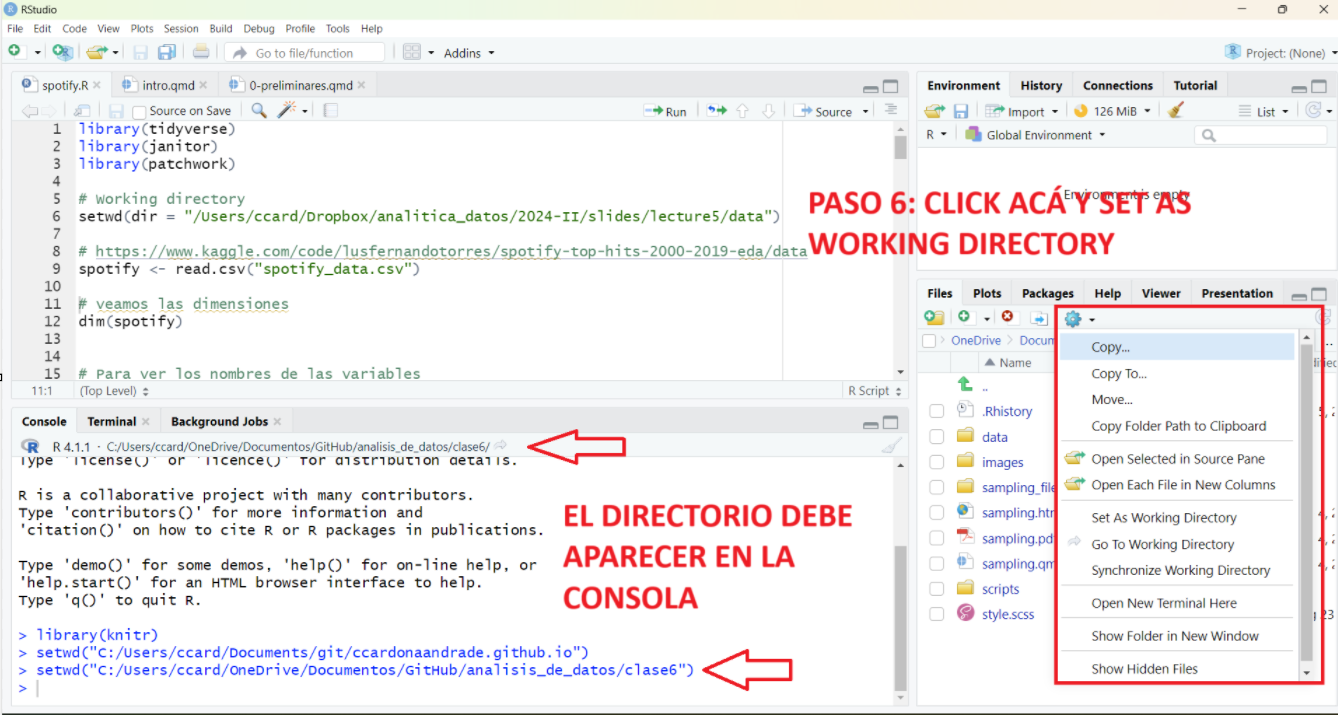 RStudio
File Edit Code View Plots Session Build Debug Profile Tools Help
Go to file/function Addins Project: (None)
spotify.R intro.qmd 0-preliminares.qmd
Source on Save Run Source
1 library(tidyverse)
2 library(janitor)
3 library(patchwork)
4
5 # Working directory
6 setwd(dir = "/Users/ccard/Dropbox/analitica_datos/2024-II/slides/lecture5/data")
7
8 # https://www.kaggle.com/code/lusfernandotorres/spotify-top-hits-2000-2019-eda/data
9 spotify <- read.csv("spotify_data.csv")
10
11 # veamos las dimensiones
12 dim(spotify)
13
14
15 # Para ver los nombres de las variables
11:1 (Top Level) R Script
Console Terminal Background Jobs
R 4.1.1 · C:/Users/ccard/OneDrive/Documentos/GitHub/analisis_de_datos/clase6/
Type 'license()' or 'licence()' for distribution details.
R is a collaborative project with many contributors.
Type 'contributors()' for more information and
'citation()' on how to cite R or R packages in publications.
Type 'demo()' for some demos, 'help()' for on-line help, or
'help.start()' for an HTML browser interface to help.
Type 'q()' to quit R.
> library(knitr)
> setwd("C:/Users/ccard/Documents/git/ccardonaandrade.github.io")
> setwd("C:/Users/ccard/OneDrive/Documentos/GitHub/analisis_de_datos/clase6")
>
EL DIRECTORIO DEBE
APARECER EN LA
CONSOLA
Environment History Connections Tutorial
Import 126 MiB List
R Global Environment
Environment is empty
PASO 6: CLICK ACÁ Y SET AS
WORKING DIRECTORY
Files Plots Packages Help Viewer Presentation
OneDrive
Name
..
.Rhistory
data
images
scripts
style.scss
Copy...
Copy To...
Move...
Copy Folder Path to Clipboard
Open Selected in Source Pane
Open Each File in New Columns
Set As Working Directory
Go To Working Directory
Synchronize Working Directory
Open New Terminal Here
Show Folder in New Window
Show Hidden Files